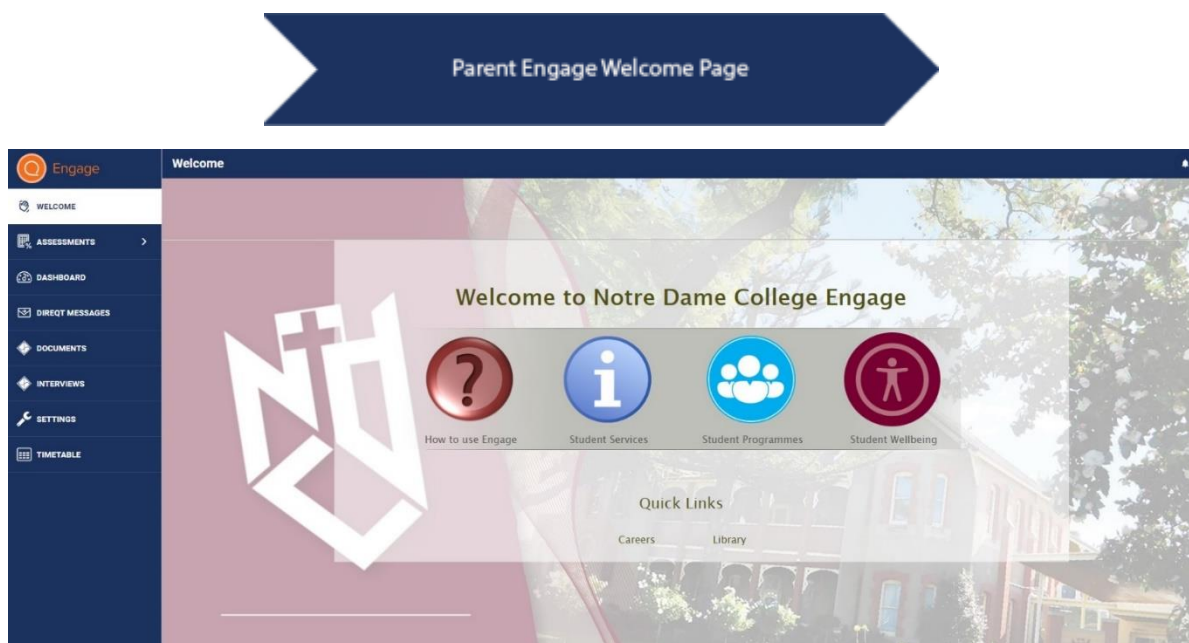 Parent Engage Welcome Page
Engage
Welcome
WELCOME
ASSESSMENTS
DASHBOARD
DIREQT MESSAGES
DOCUMENTS
INTERVIEWS
SETTINGS
TIMETABLE
Welcome to Notre Dame College Engage
How to use Engage
Student Services
Student Programmes
Student Wellbeing
Quick Links
Careers
Library